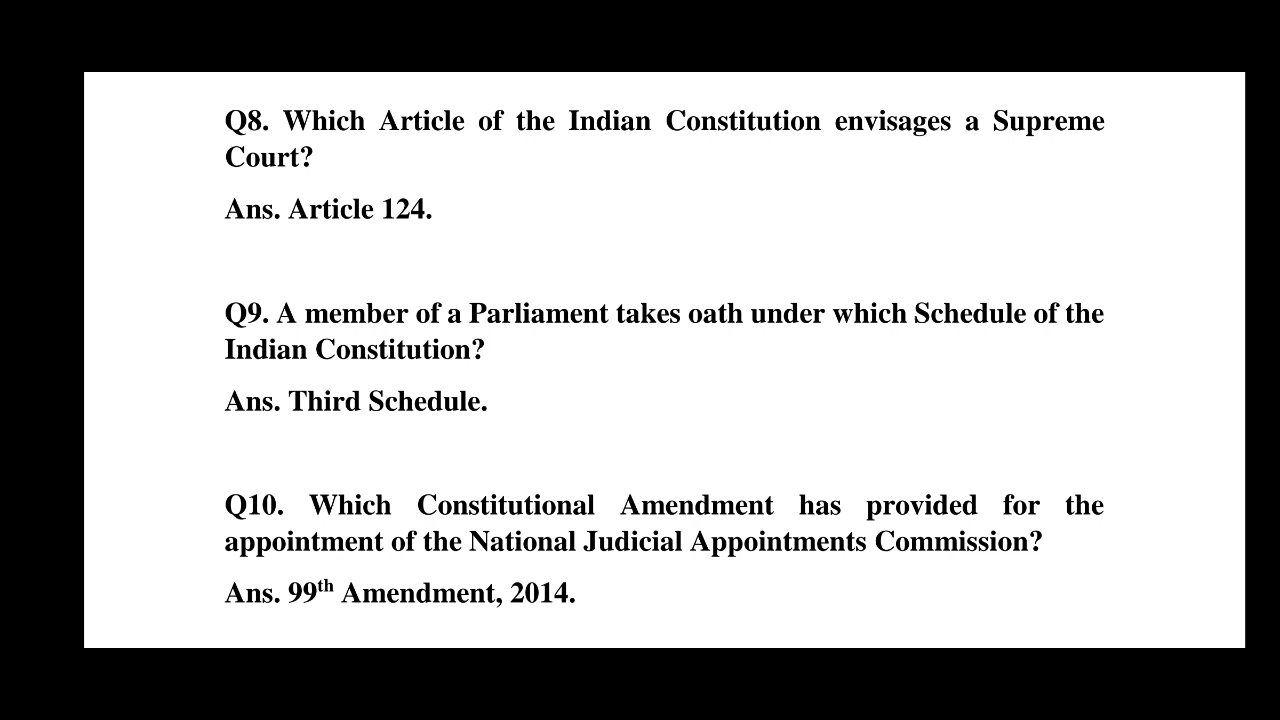 Q8. Which Article of the Indian Constitution envisages a Supreme
Court?
Ans. Article 124.
Q9. A member of a Parliament takes oath under which Schedule of the
Indian Constitution?
Ans. Third Schedule.
Q10. Which Constitutional Amendment has provided for the
appointment of the National Judicial Appointments Commission?
Ans. 99th Amendment, 2014.